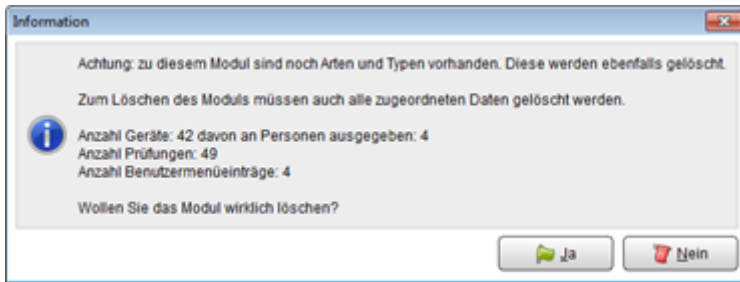 Information
Achtung: zu diesem Modul sind noch Arten und Typen vorhanden. Diese werden ebenfalls gelöscht.
Zum Löschen des Moduls müssen auch alle zugeordneten Daten gelöscht werden.
Anzahl Geräte: 42 davon an Personen ausgegeben: 4
Anzahl Prüfungen: 49
Anzahl Benutzermenüeinträge: 4
Wollen Sie das Modul wirklich löschen?
Ja
Nein